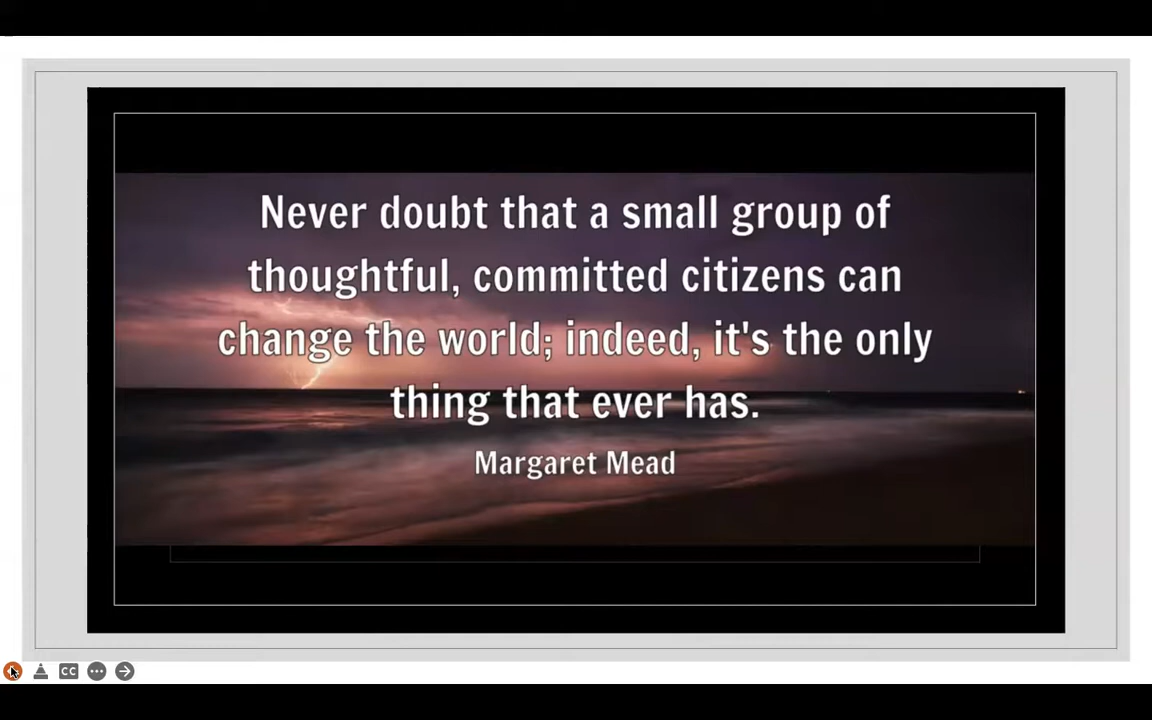 Never doubt that a small group of
thoughtful, committed citizens can
change the world; indeed, it's the only
thing that ever has.
Margaret Mead
CC